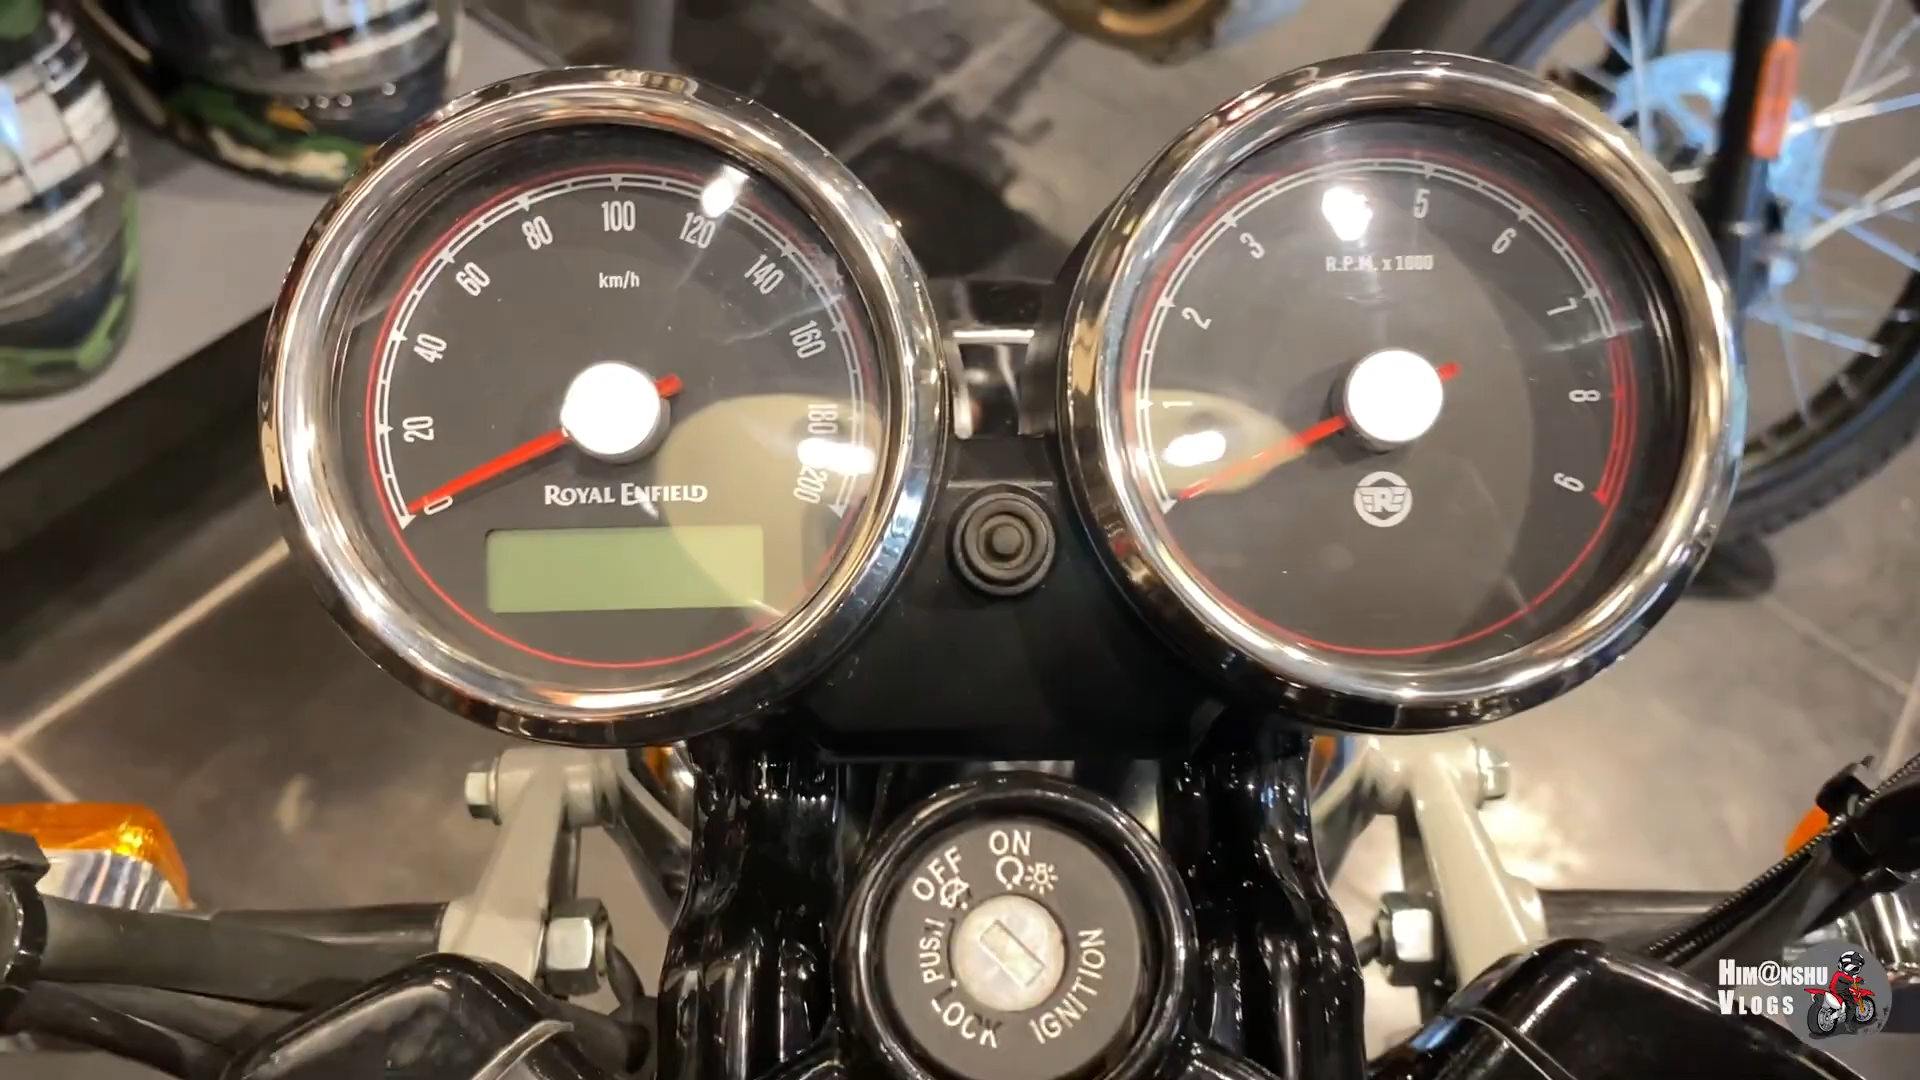 0
20
40
60
80
100
120
140
160
180
200
km/h
ROYAL ENFIELD
1
2
3
5
6
7
8
9
R.P.M. x 1000
R
ON
OFF
PUSH
LOCK
IGNITION
HIM@NSHU
VLOGS